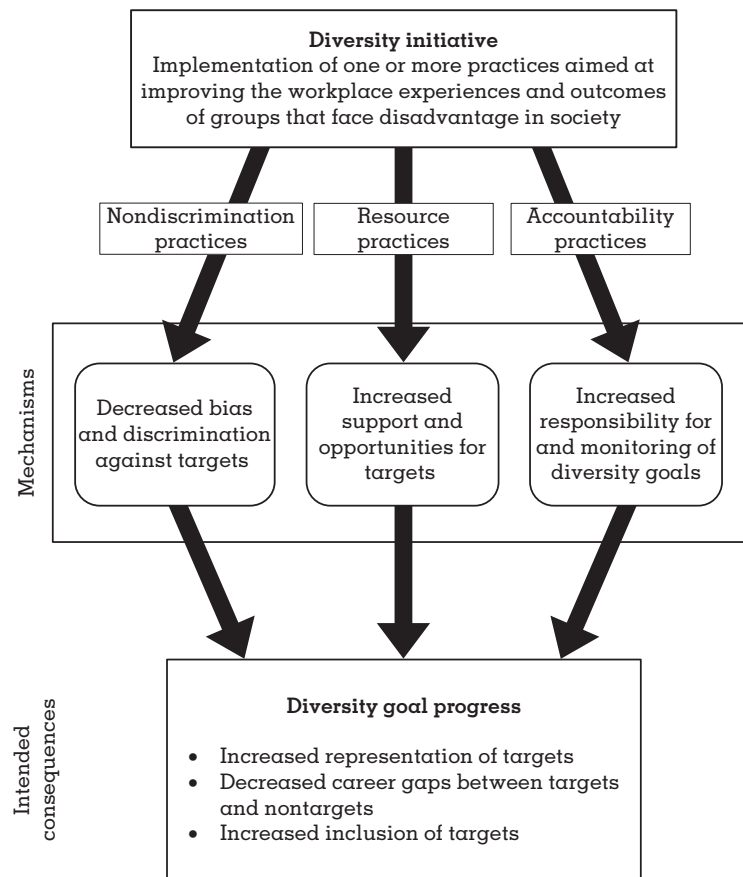 Diversity initiative
Implementation of one or more practices aimed at
improving the workplace experiences and outcomes
of groups that face disadvantage in society
Nondiscrimination
practices
Resource
practices
Accountability
practices
Mechanisms
Decreased bias
and discrimination
against targets
Increased
support and
opportunities for
targets
Increased
responsibility for
and monitoring of
diversity goals
Intended
consequences
Diversity goal progress
• Increased representation of targets
• Decreased career gaps between targets
and nontargets
• Increased inclusion of targets